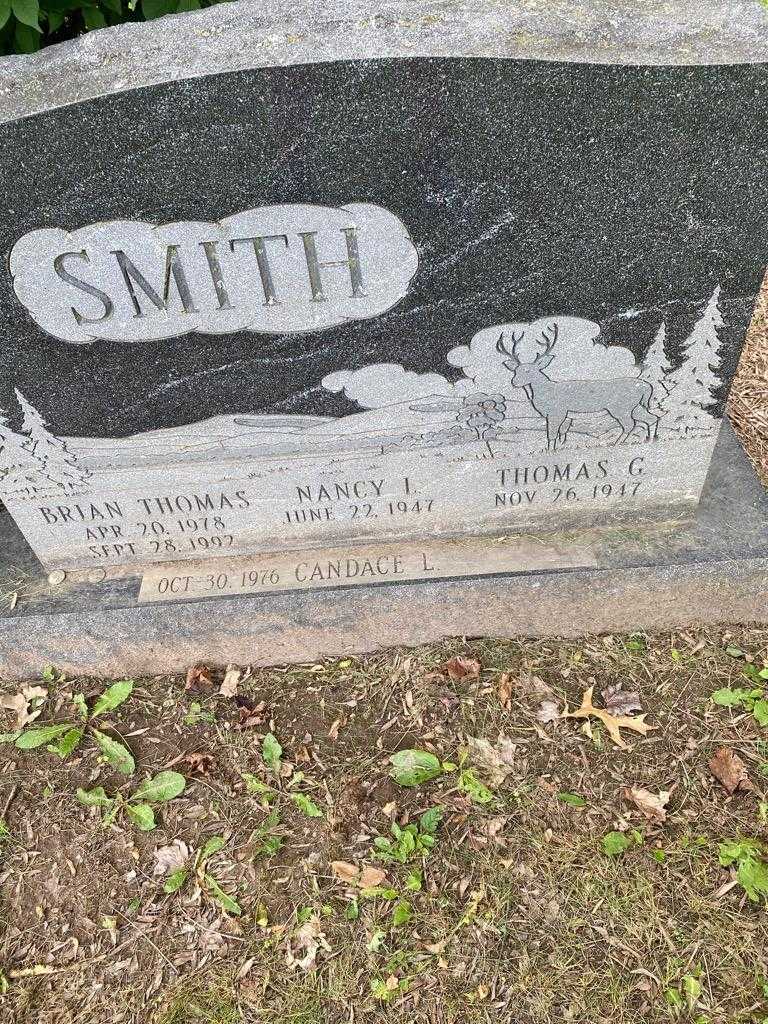 SMITH
BRIAN THOMAS
APR 20. 1978
SEPT 28. 1992
NANCY I.
JUNE 22, 1947
THOMAS G.
NOV 26, 1947
OCT 30, 1976 CANDACE L.